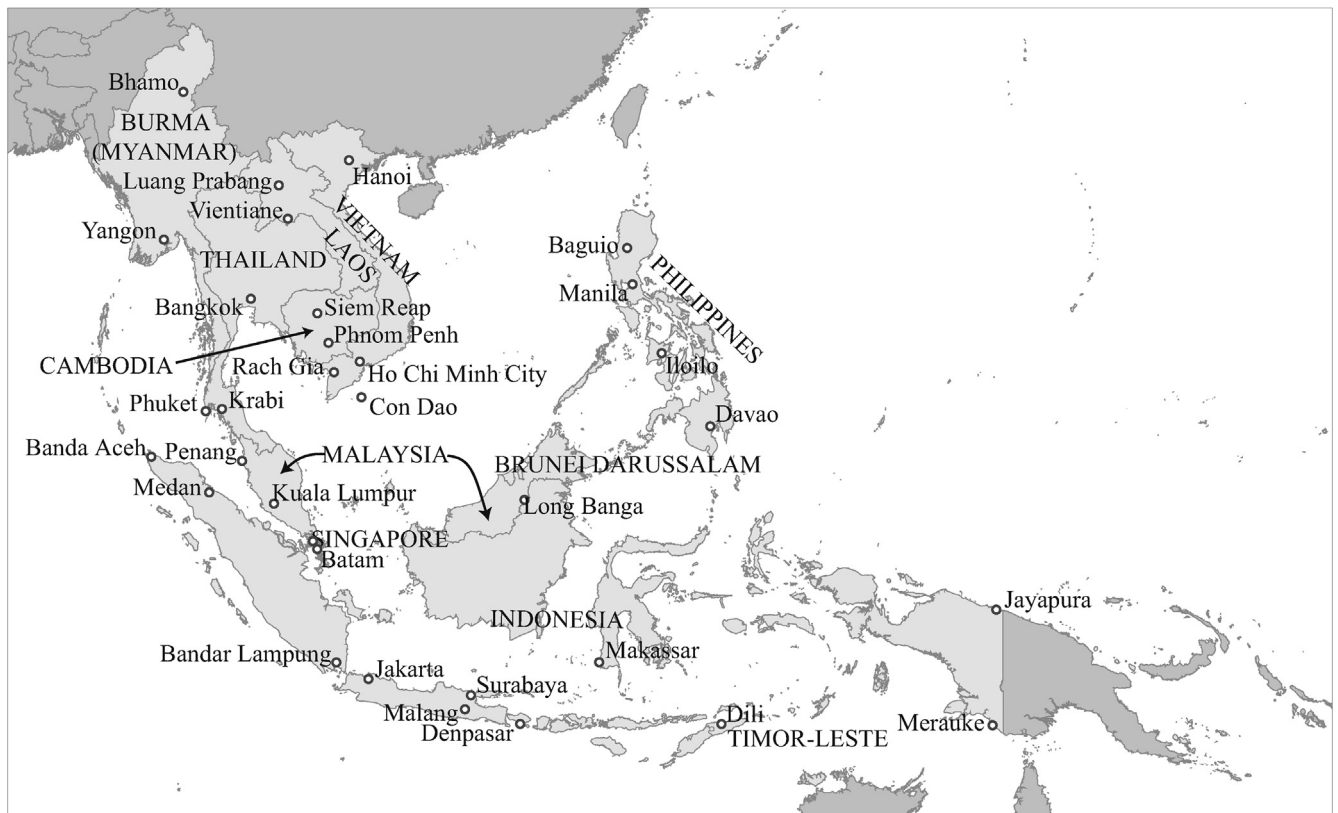 Bhamo
BURMA
(MYANMAR)
Hanoi
Luang Prabang
Vientiane
VIETNAM
LAOS
Yangon
THAILAND
Baguio
PHILIPPINES
Manila
Bangkok
Siem Reap
Phnom Penh
CAMBODIA
Rach Gia
Ho Chi Minh City
Iloilo
Con Dao
Phuket
Krabi
Davao
Banda Aceh
Penang
MALAYSIA
BRUNEI DARUSSALAM
Medan
Kuala Lumpur
Long Banga
SINGAPORE
Batam
Jayapura
INDONESIA
Bandar Lampung
Makassar
Jakarta
Surabaya
Malang
Denpasar
Dili
Merauke
TIMOR-LESTE